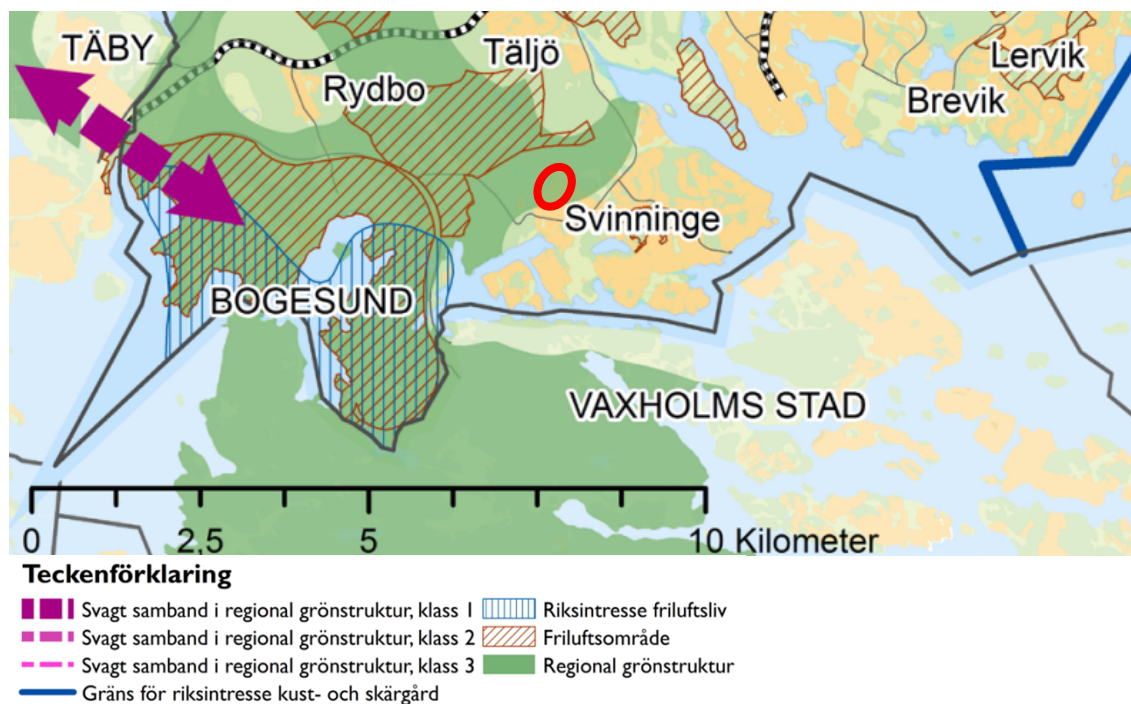 TÄBY
Täljö
Lervik
Rydbo
Brevik
Svinninge
BOGESUND
VAXHOLMS STAD
0 2,5 5 10 Kilometer
Teckenförklaring
Svagt samband i regional grönstruktur, klass 1
Svagt samband i regional grönstruktur, klass 2
Svagt samband i regional grönstruktur, klass 3
Gräns för riksintresse kust- och skärgård
Riksintresse friluftsliv
Friluftsområde
Regional grönstruktur